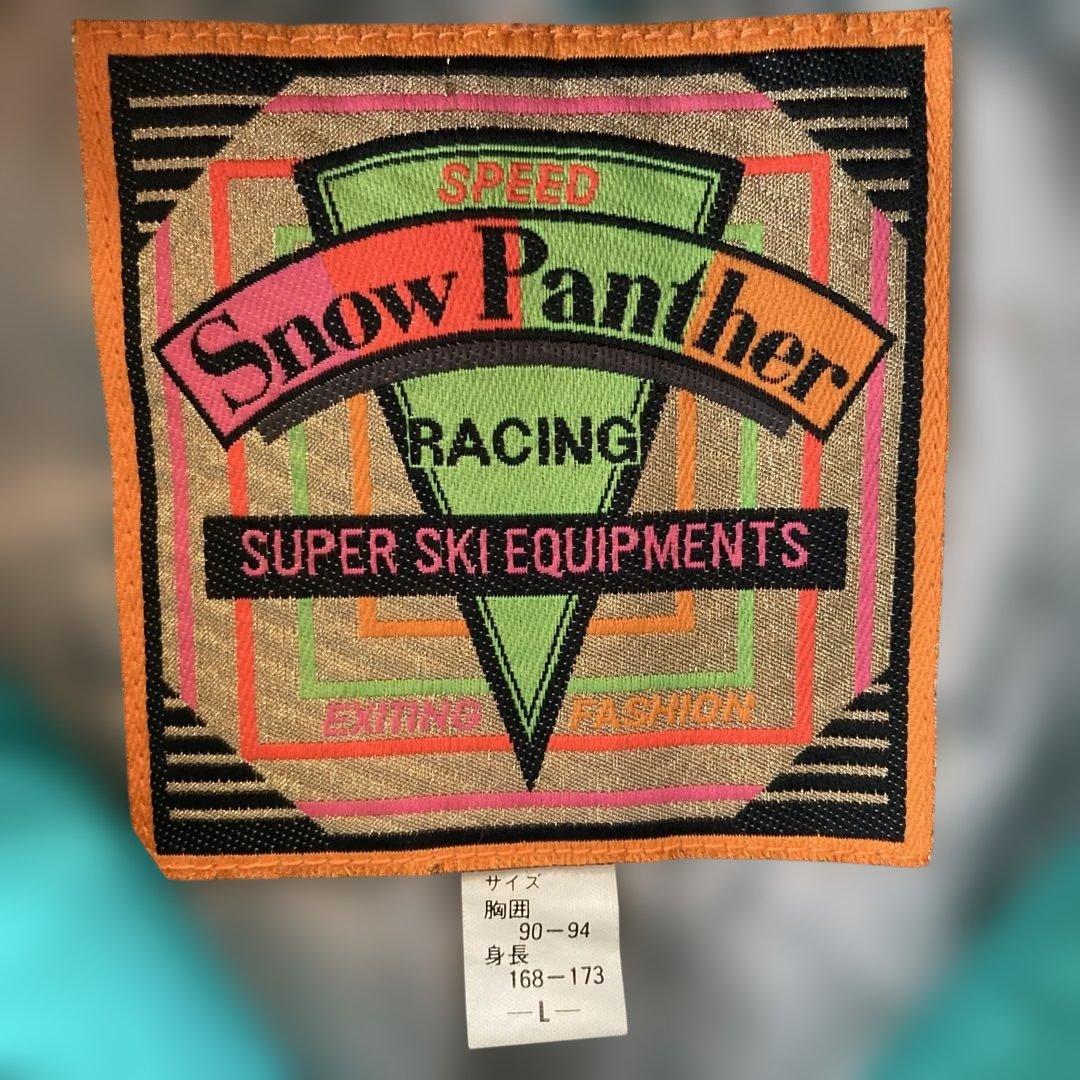 SPEED
Snow Panther
RACING
SUPER SKI EQUIPMENTS
EXITING FASHION
サイズ
胸囲
90－94
身長
168－173
―L―